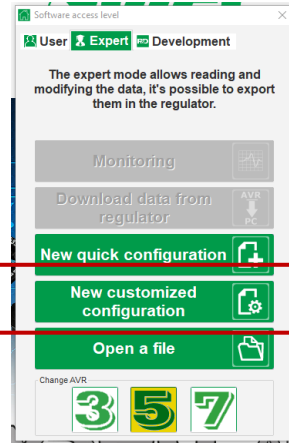 Software access level
User Expert RD Development
The expert mode allows reading and
modifying the data, it's possible to export
them in the regulator.
Monitoring
Download data from
regulator
AVR
PC
New quick configuration
New customized
configuration
Open a file
Change AVR
3 5 7